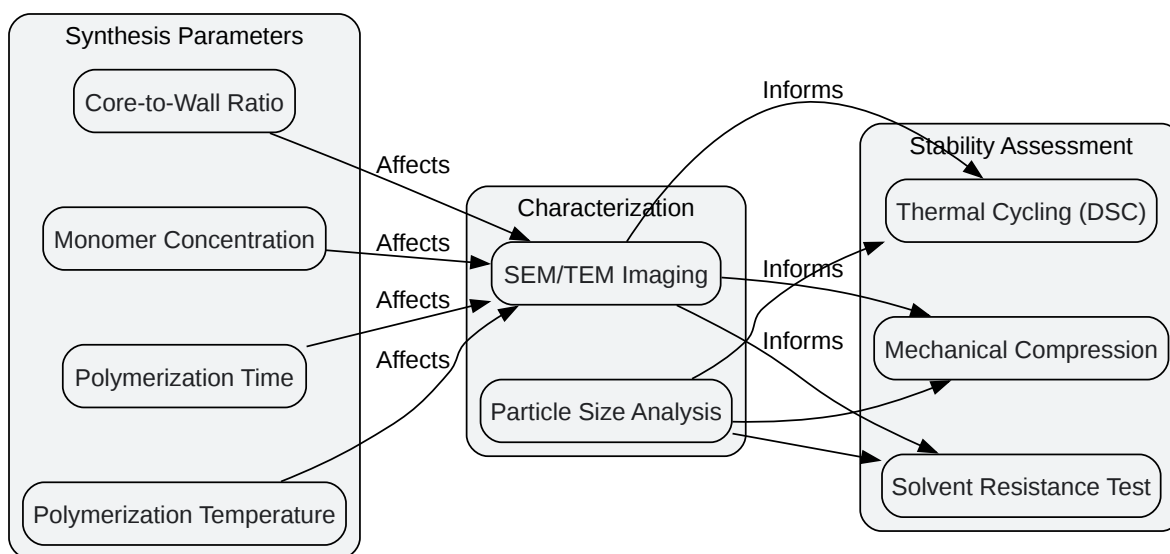 Synthesis Parameters
Core-to-Wall Ratio
Monomer Concentration
Polymerization Time
Polymerization Temperature
Affects
Affects
Affects
Affects
Characterization
SEM/TEM Imaging
Particle Size Analysis
Informs
Informs
Informs
Stability Assessment
Thermal Cycling (DSC)
Mechanical Compression
Solvent Resistance Test